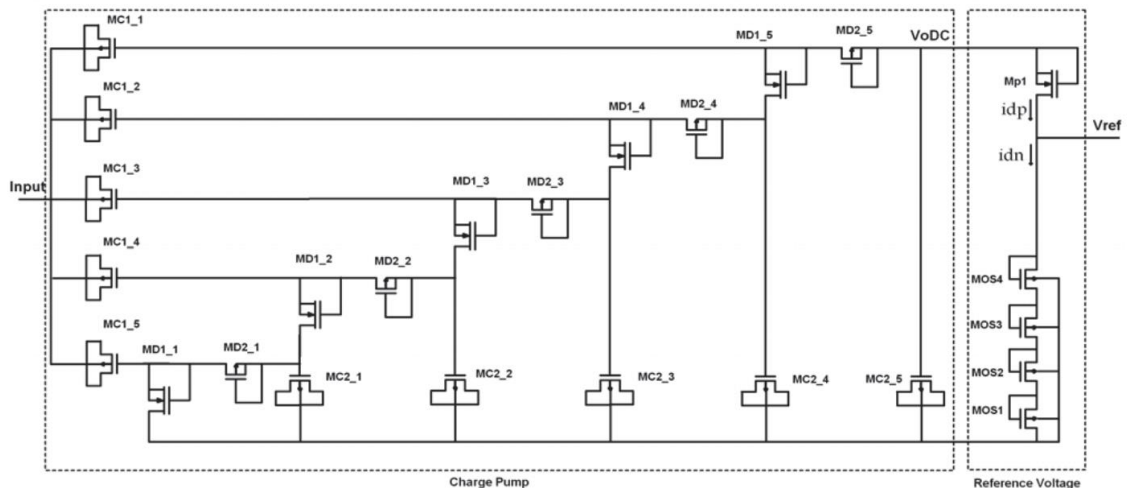 MC1_1
MD1_5
MD2_5
VoDC
Mp1
MC1_2
MD1_4
MD2_4
idp
Vref
idn
MC1_3
MD1_3
MD2_3
Input
MC1_4
MD1_2
MD2_2
MOS4
MC1_5
MD1_1
MD2_1
MOS3
MC2_1
MC2_2
MC2_3
MC2_4
MC2_5
MOS2
MOS1
Charge Pump
Reference Voltage